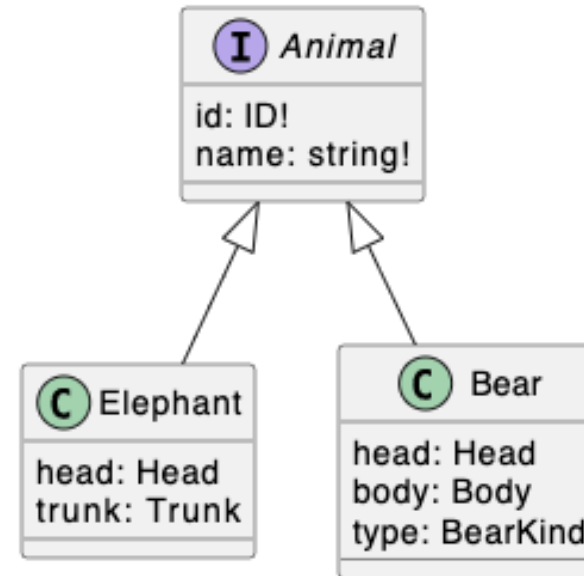 I Animal
id: ID!
name: string!
C Elephant
head: Head
trunk: Trunk
C Bear
head: Head
body: Body
type: BearKind